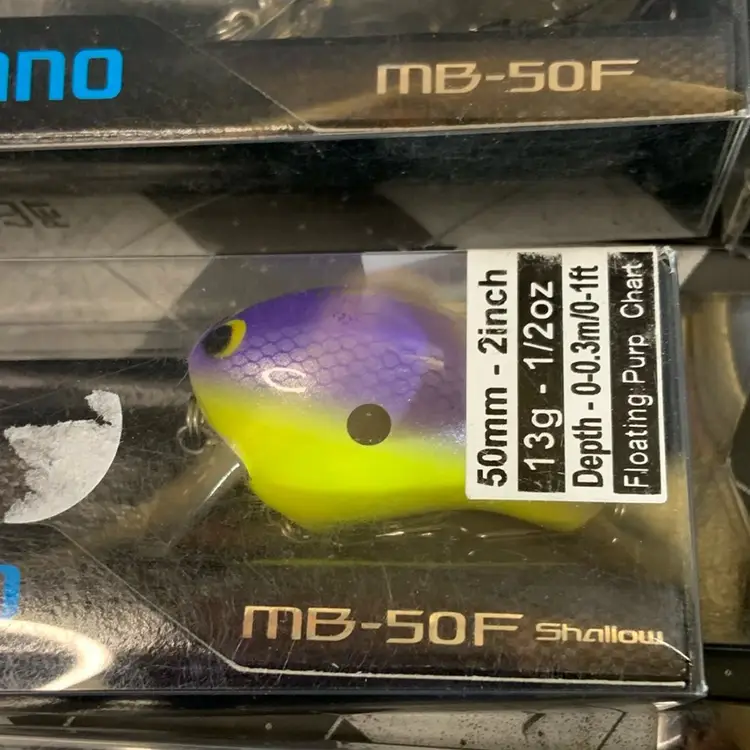 MB-50F
50mm - 2inch
13g - 1/2oz
Depth - 0-0.3m/0-1ft
Floating Purp Chart
MB-50F Shallow